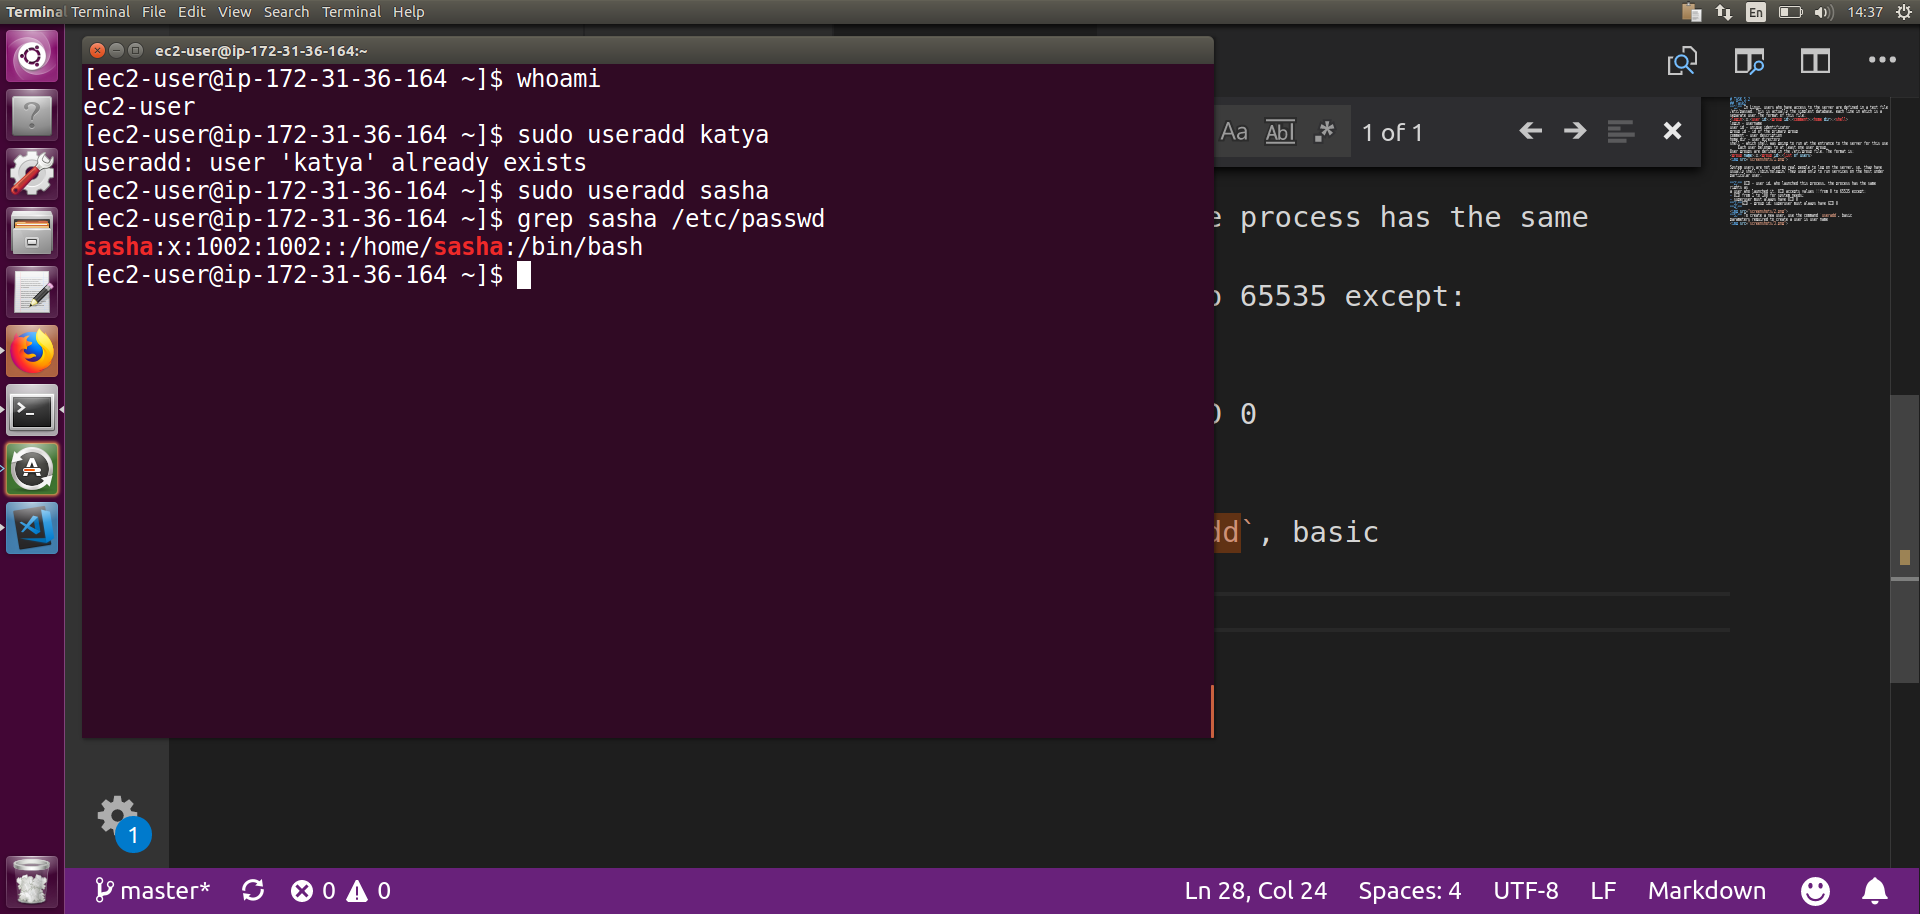 Terminal Terminal File Edit View Search Terminal Help
En 14:37
ec2-user@ip-172-31-36-164:~
[ec2-user@ip-172-31-36-164 ~]$ whoami
ec2-user
[ec2-user@ip-172-31-36-164 ~]$ sudo useradd katya
useradd: user 'katya' already exists
[ec2-user@ip-172-31-36-164 ~]$ sudo useradd sasha
[ec2-user@ip-172-31-36-164 ~]$ grep sasha /etc/passwd
sasha:x:1002:1002::/home/sasha:/bin/bash
[ec2-user@ip-172-31-36-164 ~]$
Aa Abl .* 1 of 1
e process has the same
65535 except:
0
dd`, basic
1
master* 0 0
Ln 28, Col 24 Spaces: 4 UTF-8 LF Markdown